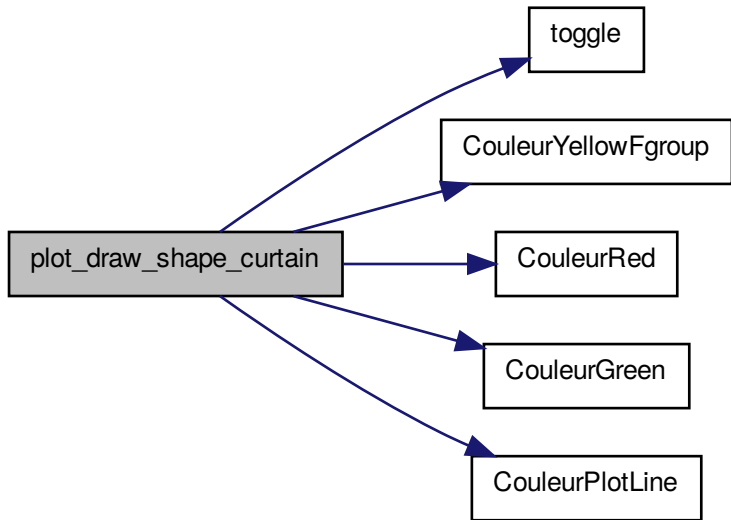 toggle
CouleurYellowFgroup
plot_draw_shape_curtain
CouleurRed
CouleurGreen
CouleurPlotLine